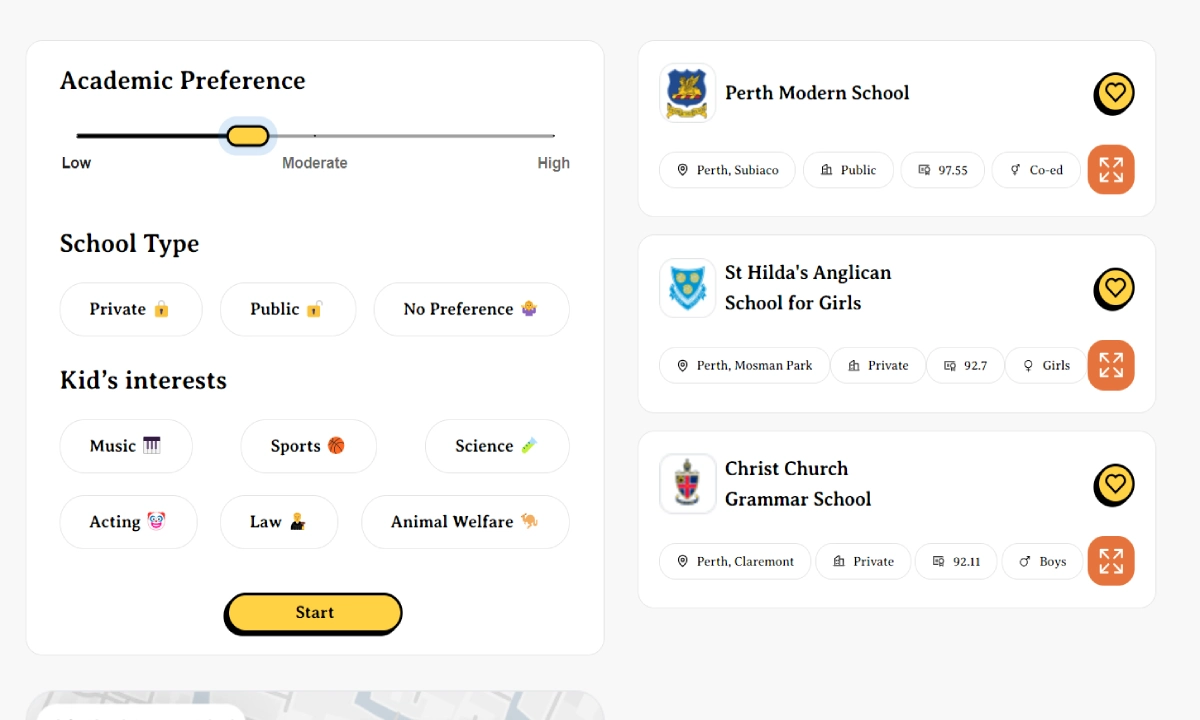 Academic Preference
Low
Moderate
High
School Type
Private
Public
No Preference
Kid's interests
Music
Sports
Science
Acting
Law
Animal Welfare
Start
Perth Modern School
Perth, Subiaco
Public
97.55
Co-ed
St Hilda's Anglican
School for Girls
Perth, Mosman Park
Private
92.7
Girls
Christ Church
Grammar School
Perth, Claremont
Private
92.11
Boys